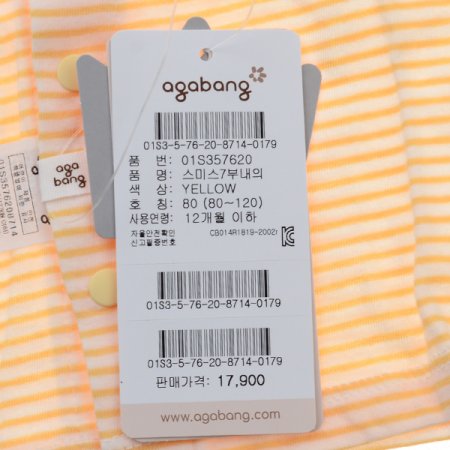 agabang
01S3-5-76-20-8714-0179
품 번: 01S357620
품 명: 스미스7부내의
색 상: YELLOW
호 칭: 80 (80~120)
사용연령: 12개월 이하
자율안전확인
신고필증번호 CB014R1819-2002
01S3-5-76-20-8714-0179
01S3-5-76-20-8714-0179
판매가격: 17,900
www.agabang.com
aga
bang
01S3576208714